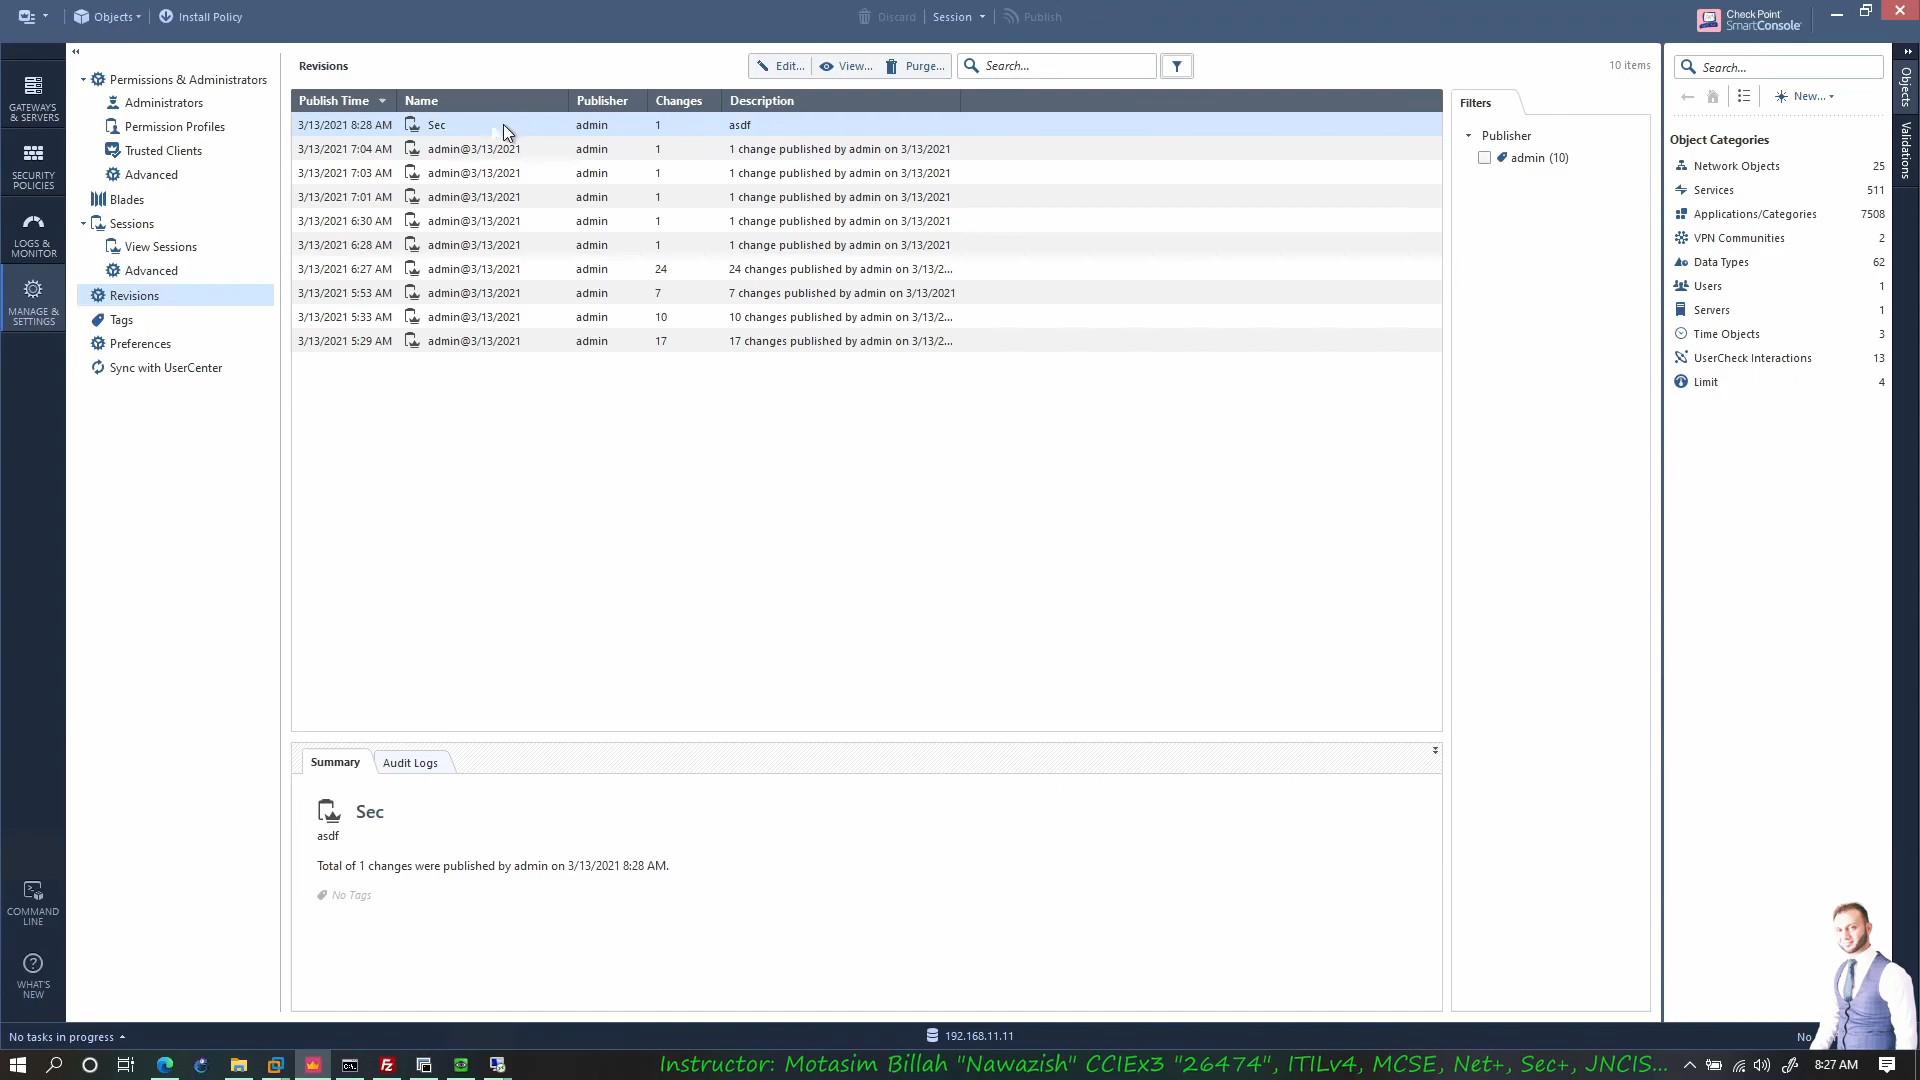 Objects
Install Policy
Discard
Session
Publish
Check Point
SmartConsole
GATEWAYS
& SERVERS
SECURITY
POLICIES
LOGS &
MONITOR
MANAGE &
SETTINGS
COMMAND
LINE
WHAT'S
NEW
Permissions & Administrators
Administrators
Permission Profiles
Trusted Clients
Advanced
Blades
Sessions
View Sessions
Advanced
Revisions
Tags
Preferences
Sync with UserCenter
Revisions
Edit...
View...
Purge...
Search...
10 items
Publish Time Name Publisher Changes Description
3/13/2021 8:28 AM Sec admin 1 asdf
3/13/2021 7:04 AM admin@3/13/2021 admin 1 1 change published by admin on 3/13/2021
3/13/2021 7:03 AM admin@3/13/2021 admin 1 1 change published by admin on 3/13/2021
3/13/2021 7:01 AM admin@3/13/2021 admin 1 1 change published by admin on 3/13/2021
3/13/2021 6:30 AM admin@3/13/2021 admin 1 1 change published by admin on 3/13/2021
3/13/2021 6:28 AM admin@3/13/2021 admin 1 1 change published by admin on 3/13/2021
3/13/2021 6:27 AM admin@3/13/2021 admin 24 24 changes published by admin on 3/13/2...
3/13/2021 5:53 AM admin@3/13/2021 admin 7 7 changes published by admin on 3/13/2021
3/13/2021 5:33 AM admin@3/13/2021 admin 10 10 changes published by admin on 3/13/2...
3/13/2021 5:29 AM admin@3/13/2021 admin 17 17 changes published by admin on 3/13/2...
Summary
Audit Logs
Sec
asdf
Total of 1 changes were published by admin on 3/13/2021 8:28 AM.
No Tags
Filters
Publisher
admin (10)
Search...
New...
Object Categories
Network Objects 25
Services 511
Applications/Categories 7508
VPN Communities 2
Data Types 62
Users 1
Servers 1
Time Objects 3
UserCheck Interactions 13
Limit 4
Objects
Validations
No tasks in progress
192.168.11.11
No
Instructor: Motasim Billah "Nawazish" CCIEx3 "26474", ITILv4, MCSE, Net+, Sec+, JNCIS...
8:27 AM